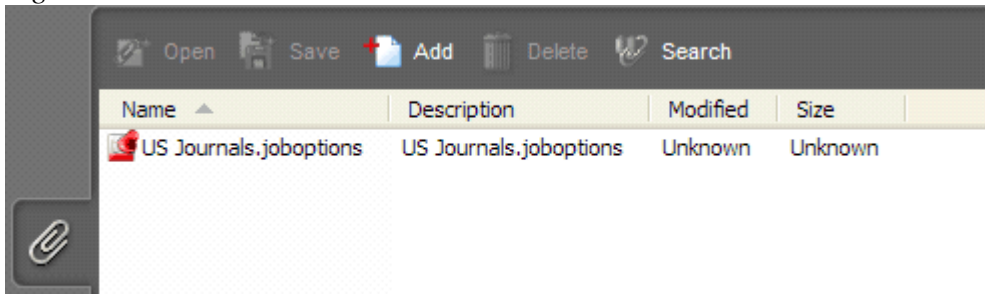 Open Save Add Delete Search
Name Description Modified Size
US Journals.joboptions US Journals.joboptions Unknown Unknown